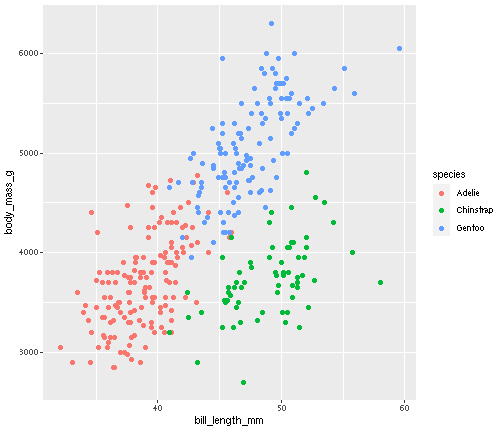 6000
5000
4000
3000
body_mass_g
40
50
60
bill_length_mm
species
Adelie
Chinstrap
Gentoo